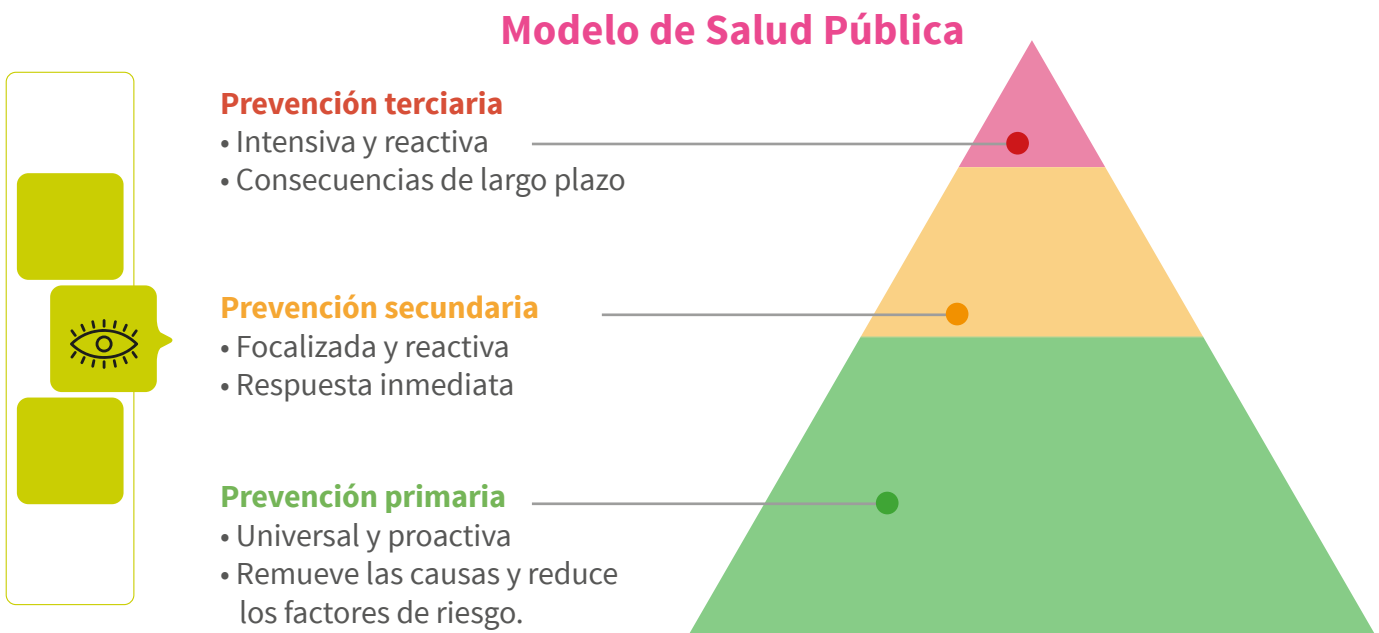 Modelo de Salud Pública
Prevención terciaria
• Intensiva y reactiva
• Consecuencias de largo plazo
Prevención secundaria
• Focalizada y reactiva
• Respuesta inmediata
Prevención primaria
• Universal y proactiva
• Remueve las causas y reduce
los factores de riesgo.